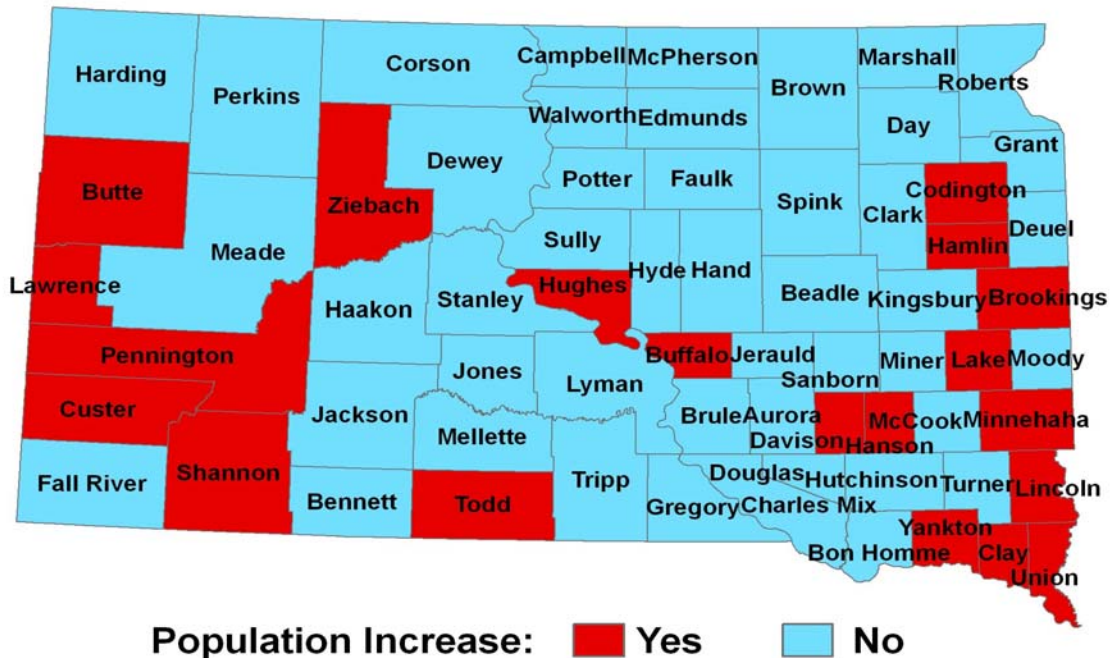 Harding
Perkins
Corson
Campbell
McPherson
Brown
Marshall
Roberts
Walworth
Edmunds
Day
Grant
Butte
Ziebach
Dewey
Potter
Faulk
Spink
Clark
Codington
Deuel
Hamlin
Meade
Sully
Lawrence
Haakon
Stanley
Hughes
Hyde
Hand
Beadle
Kingsbury
Brookings
Pennington
Jones
Lyman
Buffalo
Jerauld
Sanborn
Miner
Lake
Moody
Custer
Jackson
Mellette
Brule
Aurora
Davison
Hanson
McCook
Minnehaha
Fall River
Shannon
Bennett
Todd
Tripp
Gregory
Douglas
Charles Mix
Hutchinson
Turner
Lincoln
Bon Homme
Yankton
Clay
Union
Population Increase: Yes No